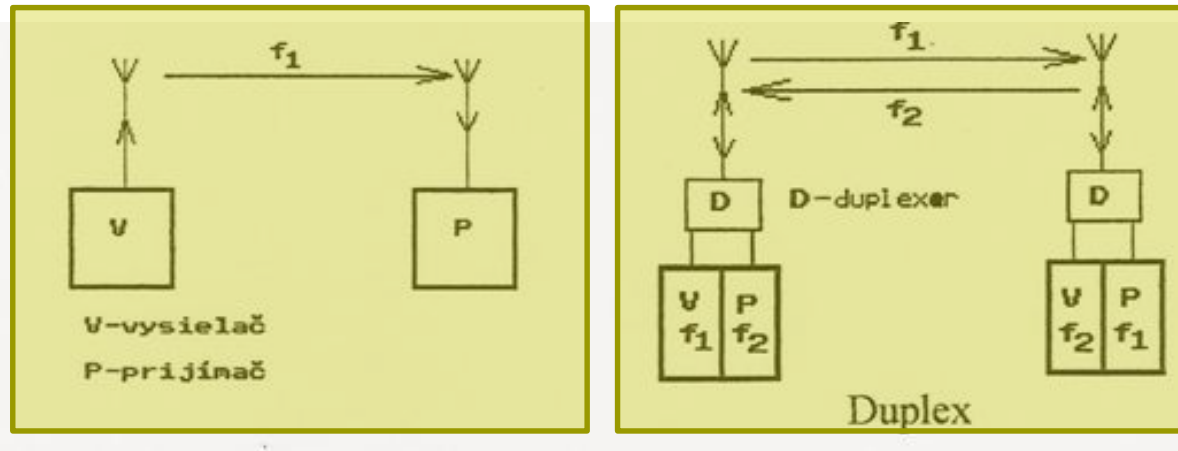 f1
V
P
V-vysielač
P-prijímač
f1
f2
D
D-duplexer
D
V P
f1 f2
V P
f2 f1
Duplex